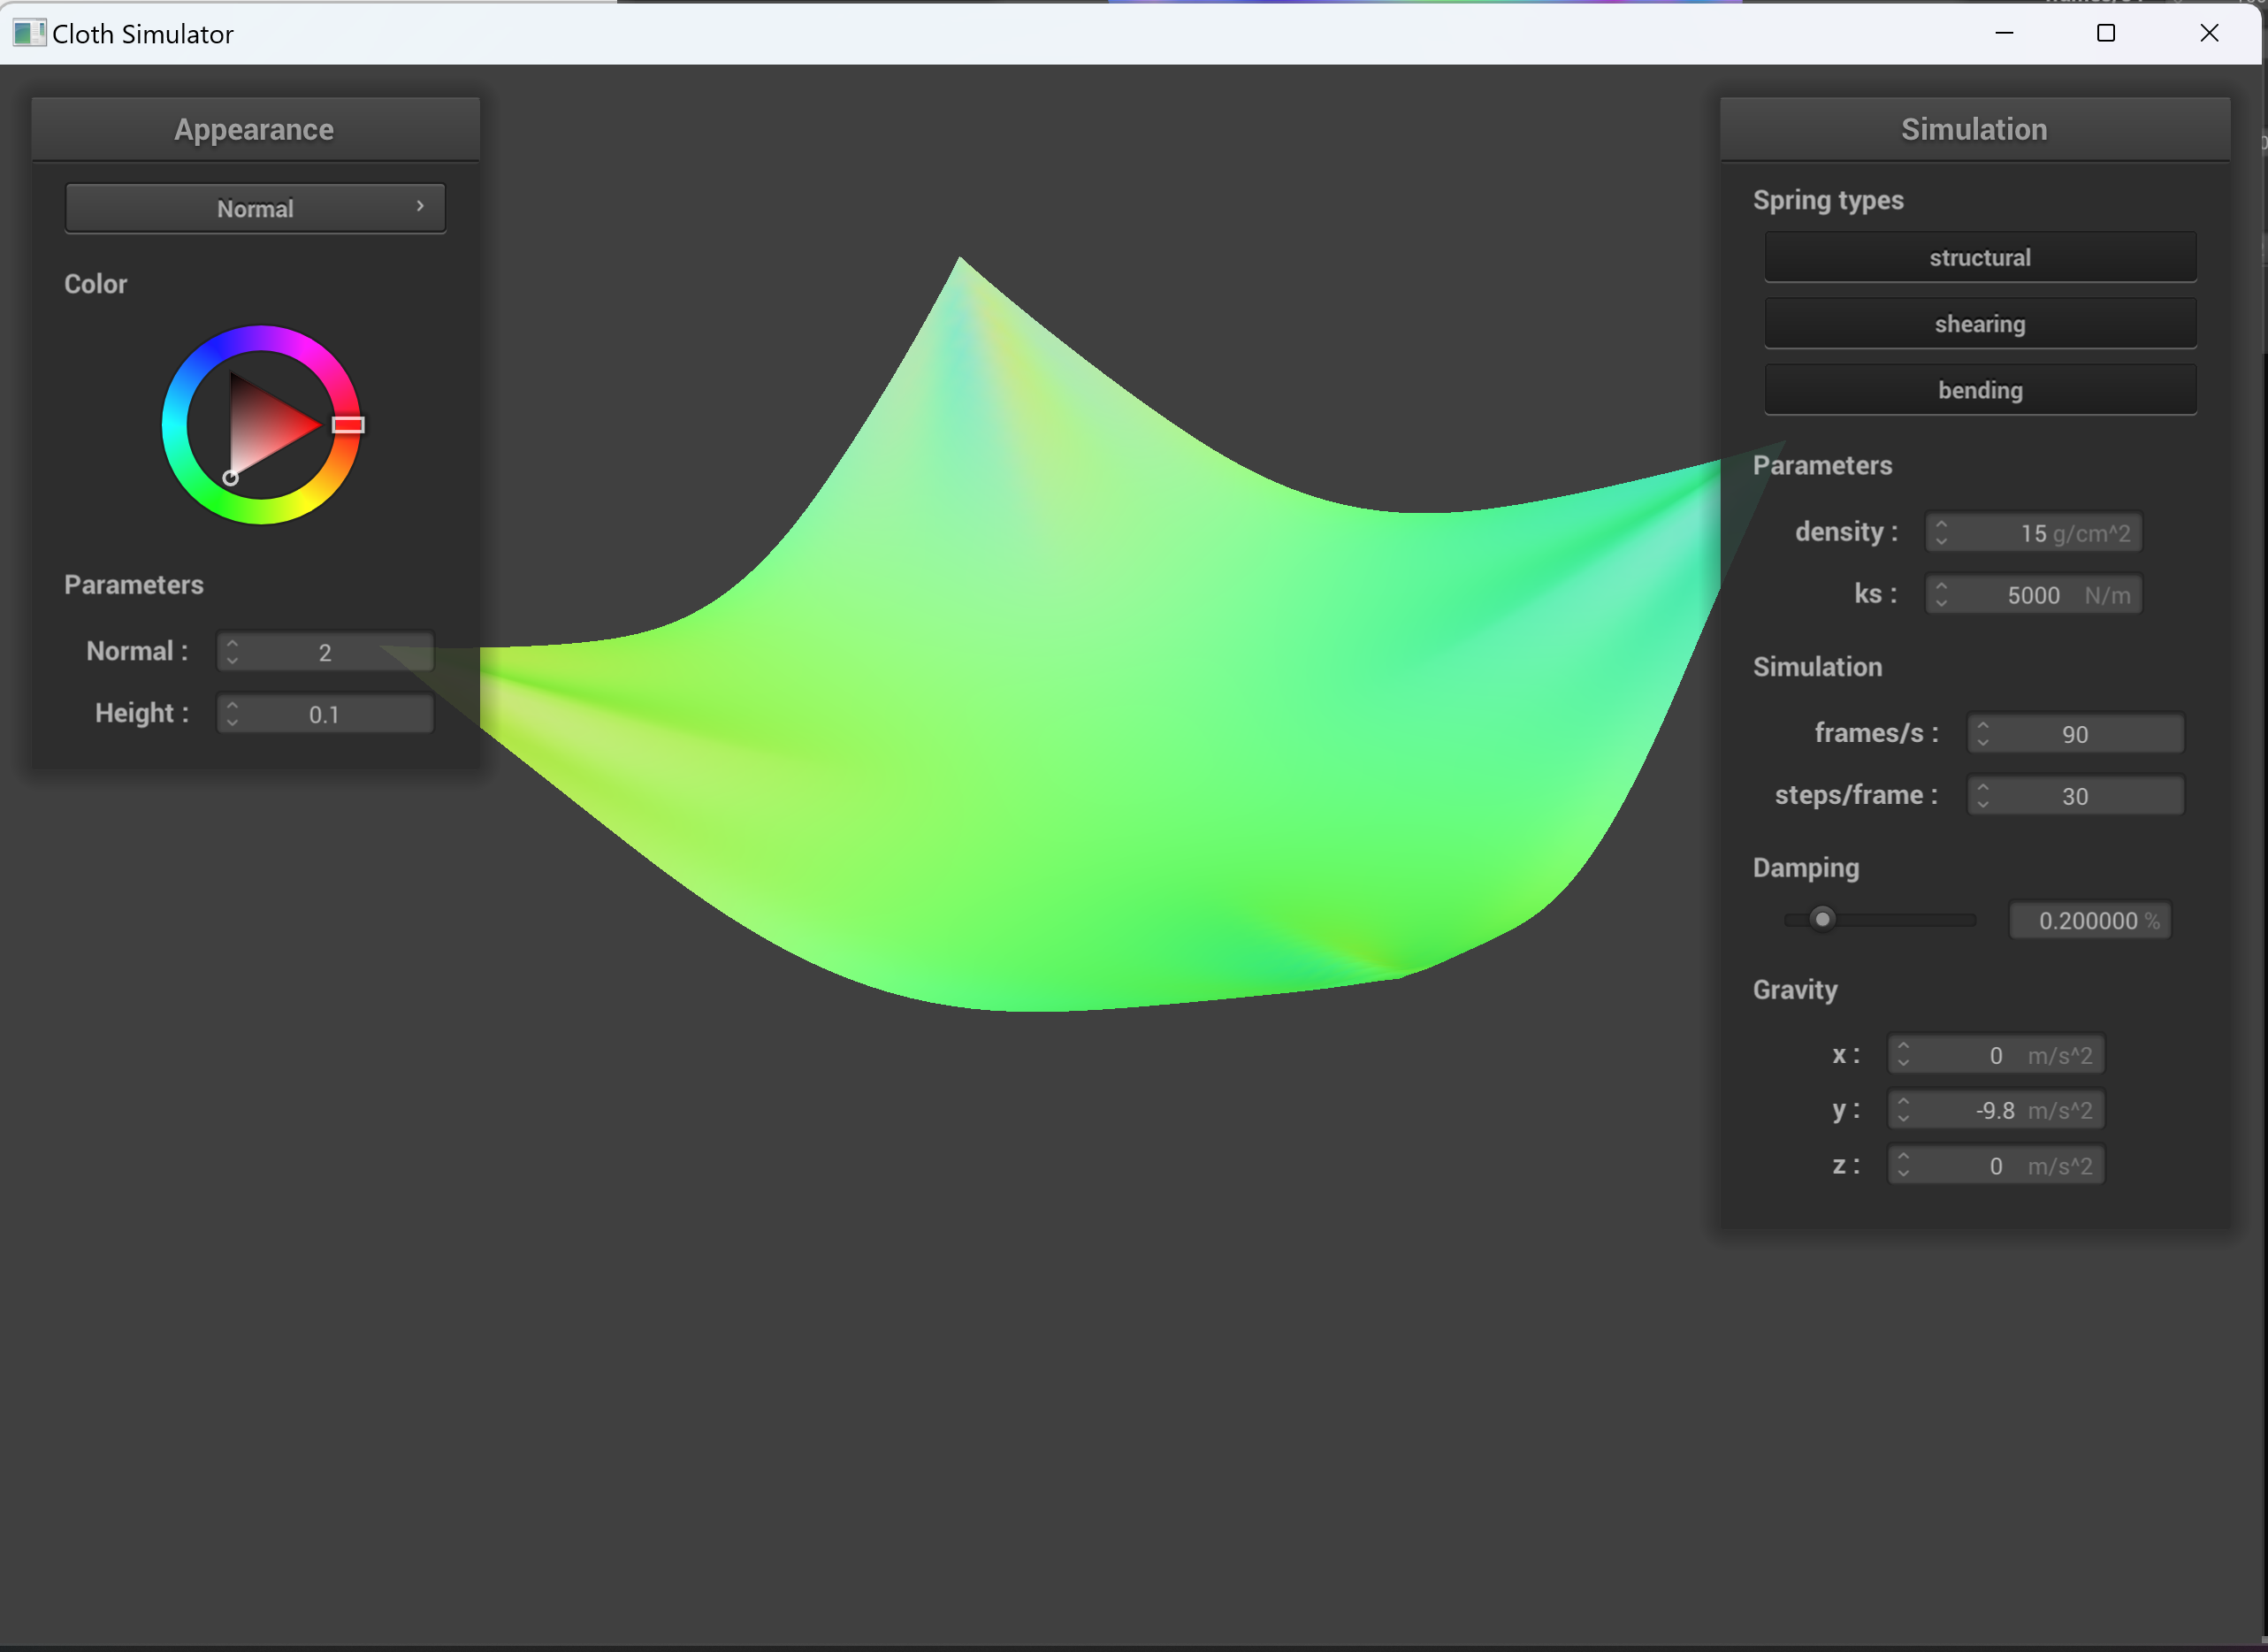 Cloth Simulator
Appearance
Normal
Color
Parameters
Normal : 2
Height : 0.1
Simulation
Spring types
structural
shearing
bending
Parameters
density : 15 g/cm^2
ks : 5000 N/m
Simulation
frames/s : 90
steps/frame : 30
Damping
0.200000 %
Gravity
x : 0 m/s^2
y : -9.8 m/s^2
z : 0 m/s^2